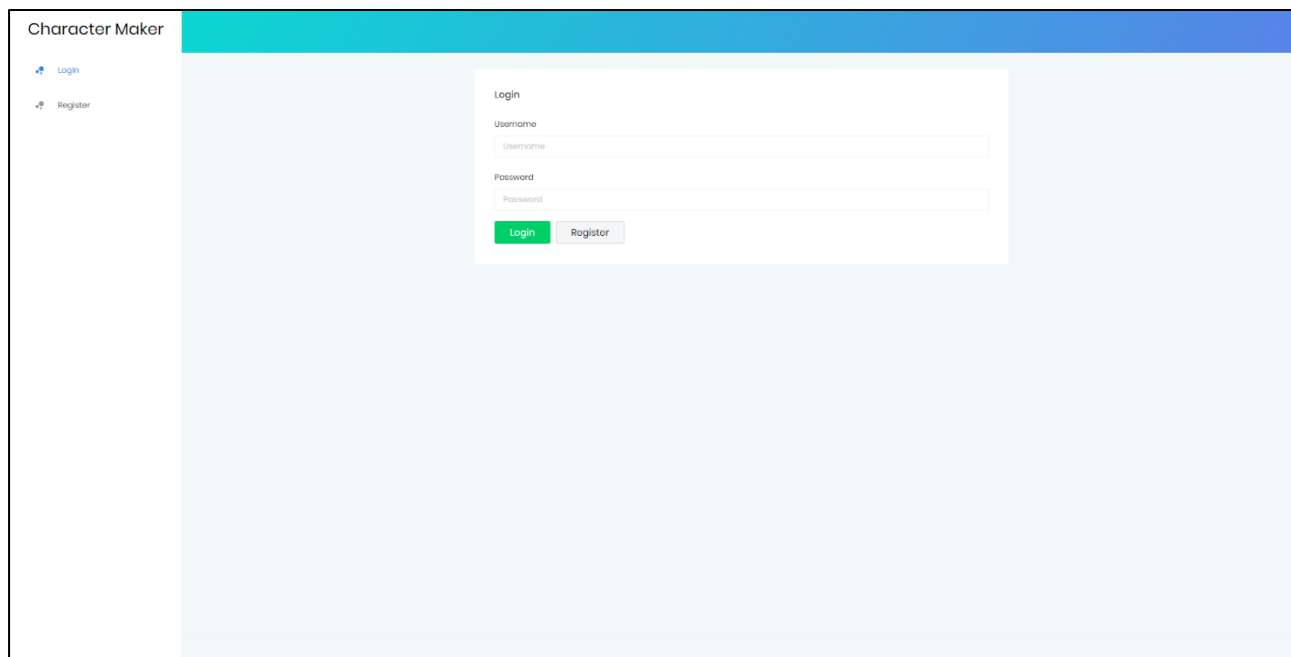 Character Maker
Login
Register
Login
Username
Username
Password
Password
Login
Register